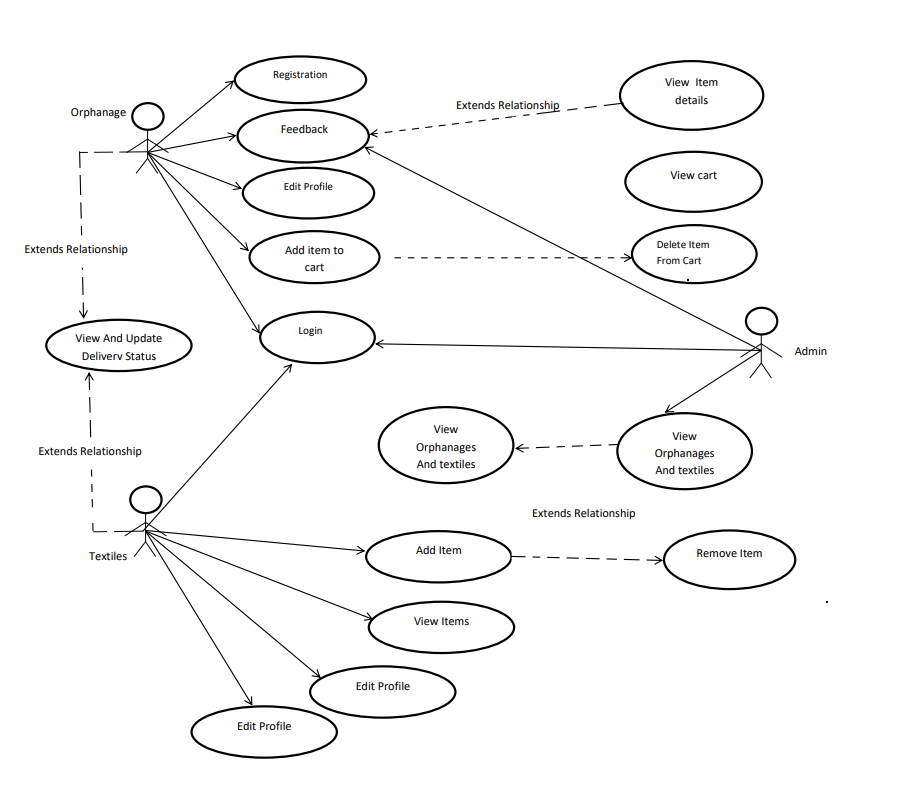 Registration
View Item
details
Extends Relationship
Orphanage
Feedback
View cart
Edit Profile
Extends Relationship
Add item to
cart
Delete Item
From Cart
Login
View And Update
Delivery Status
Admin
View
Orphanages
And textiles
View
Orphanages
And textiles
Extends Relationship
Extends Relationship
Textiles
Add Item
Remove Item
View Items
Edit Profile
Edit Profile